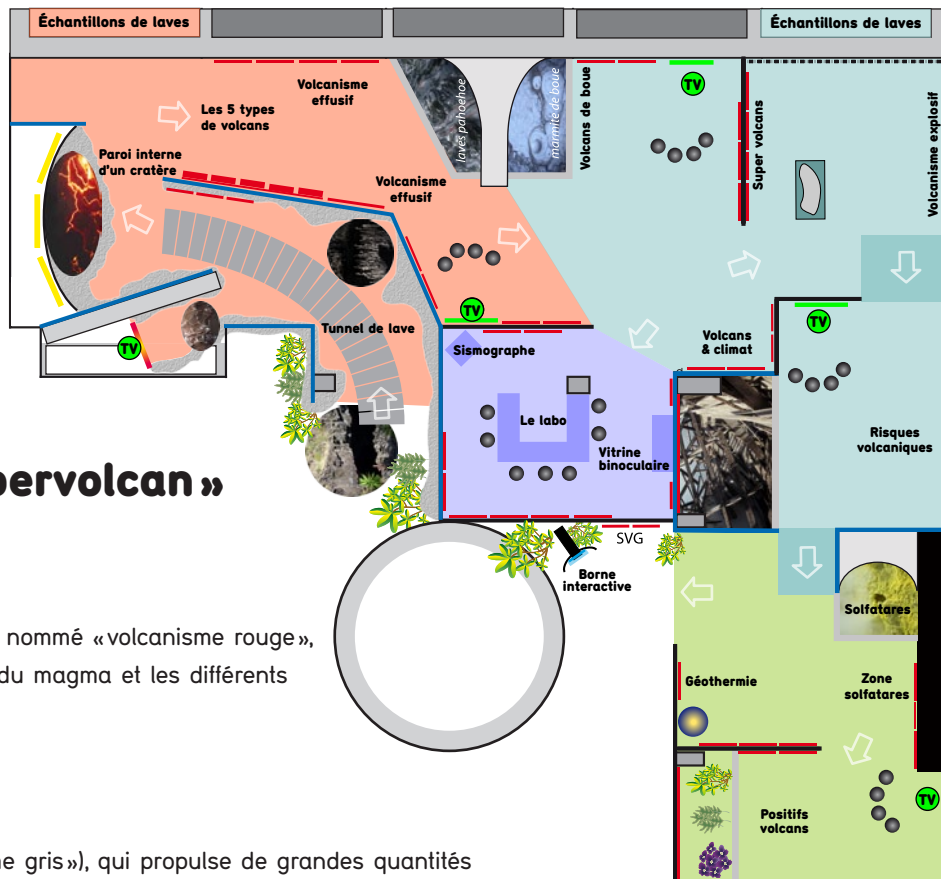 Échantillons de laves
Échantillons de laves
Volcanisme
effusif
Les 5 types
de volcans
laves pahoehoe
marmite de boue
Volcans de boue
TV
Super volcans
Volcanisme explosif
Paroi interne
d'un cratère
Volcanisme
effusif
TV
TV
TV
Tunnel de lave
Sismographe
Volcans
& climat
Le labo
Vitrine
binoculaire
Risques
volcaniques
pervolcan »
SVG
Borne
interactive
Solfatares
nommé «volcanisme rouge»,
du magma et les différents
Géothermie
Zone
solfatares
TV
Positifs
volcans
ne gris»), qui propulse de grandes quantités